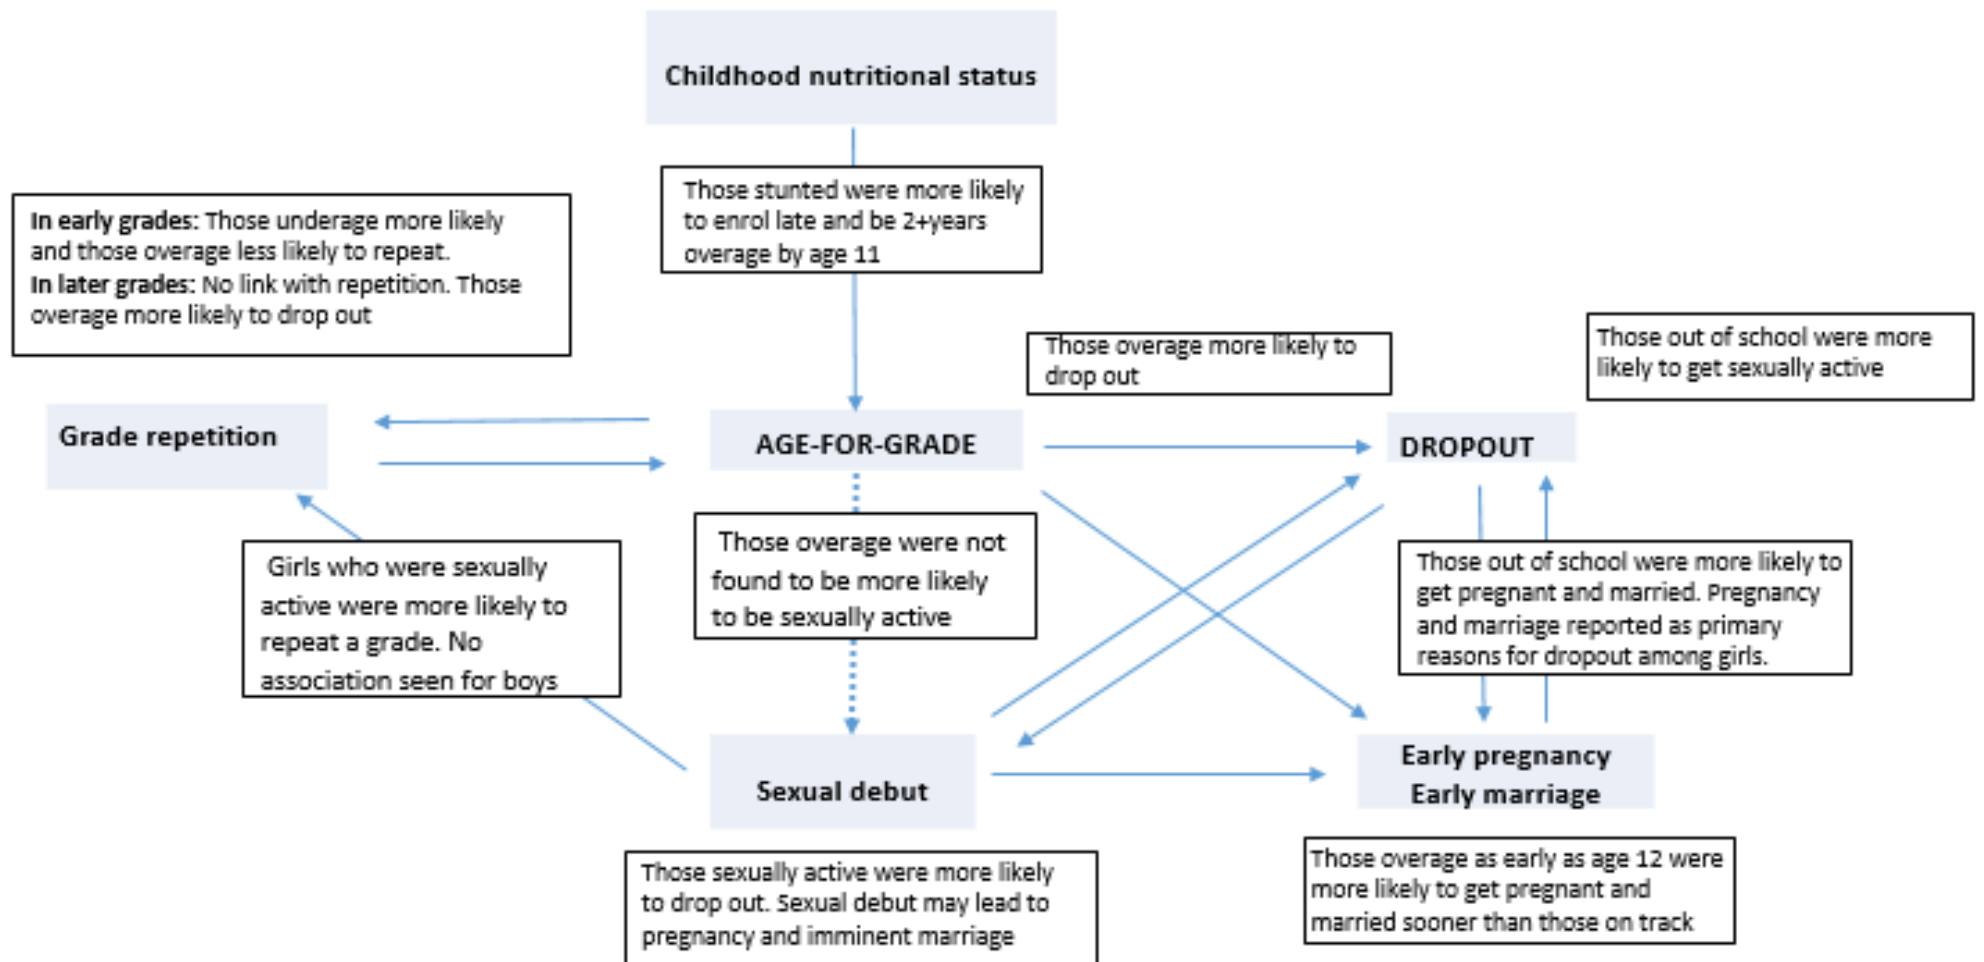 Childhood nutritional status
Those stunted were more likely
to enrol late and be 2+years
overage by age 11
In early grades: Those underage more likely
and those overage less likely to repeat.
In later grades: No link with repetition. Those
overage more likely to drop out
Those overage more likely to
drop out
Those out of school were more
likely to get sexually active
Grade repetition
AGE-FOR-GRADE
DROPOUT
Girls who were sexually
active were more likely to
repeat a grade. No
association seen for boys
Those overage were not
found to be more likely
to be sexually active
Those out of school were more likely to
get pregnant and married. Pregnancy
and marriage reported as primary
reasons for dropout among girls.
Sexual debut
Early pregnancy
Early marriage
Those sexually active were more likely
to drop out. Sexual debut may lead to
pregnancy and imminent marriage
Those overage as early as age 12 were
more likely to get pregnant and
married sooner than those on track